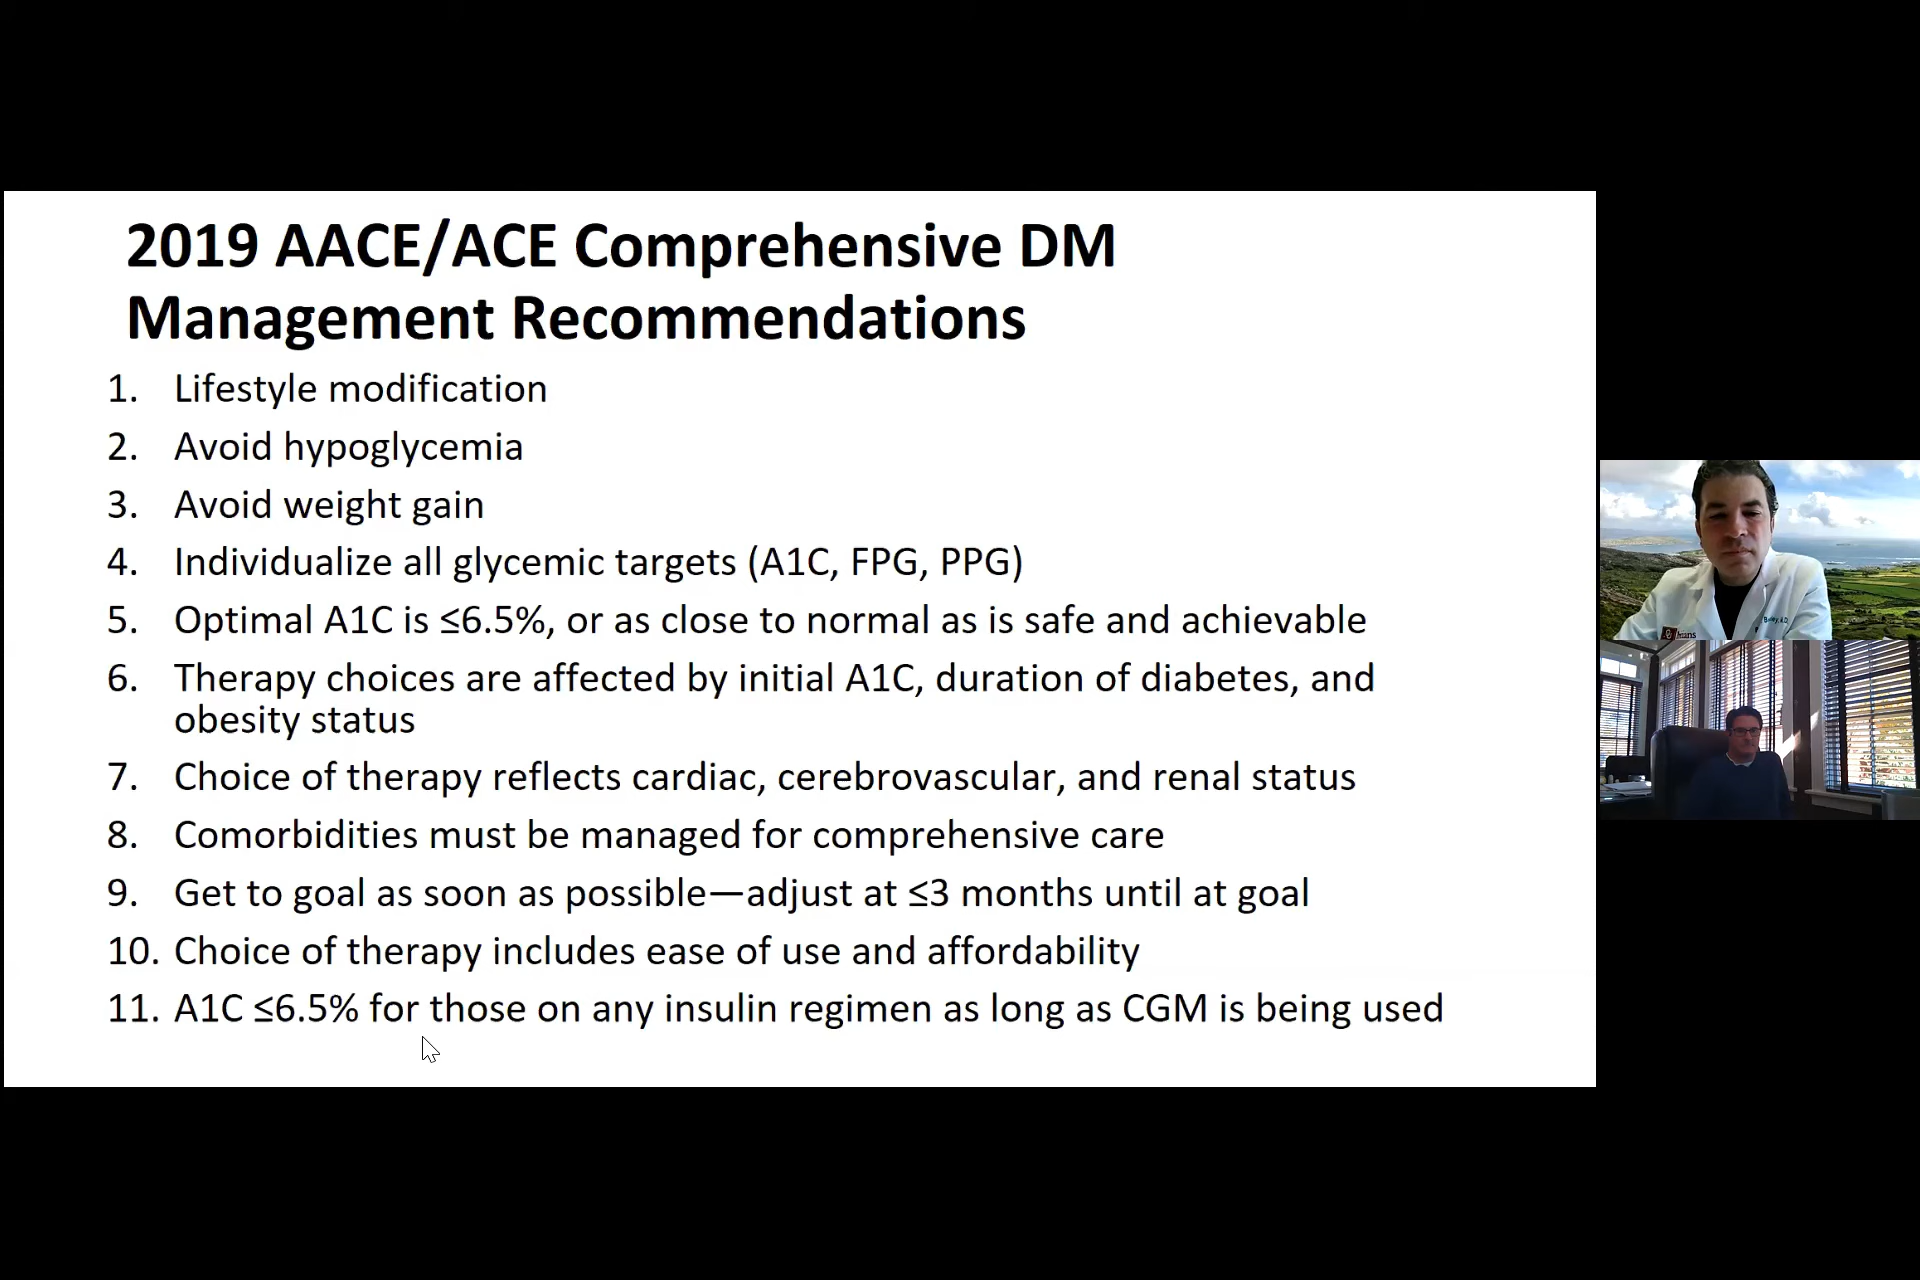 2019 AACE/ACE Comprehensive DM
Management Recommendations
1. Lifestyle modification
2. Avoid hypoglycemia
3. Avoid weight gain
4. Individualize all glycemic targets (A1C, FPG, PPG)
5. Optimal A1C is ≤6.5%, or as close to normal as is safe and achievable
6. Therapy choices are affected by initial A1C, duration of diabetes, and
obesity status
7. Choice of therapy reflects cardiac, cerebrovascular, and renal status
8. Comorbidities must be managed for comprehensive care
9. Get to goal as soon as possible—adjust at ≤3 months until at goal
10. Choice of therapy includes ease of use and affordability
11. A1C ≤6.5% for those on any insulin regimen as long as CGM is being used